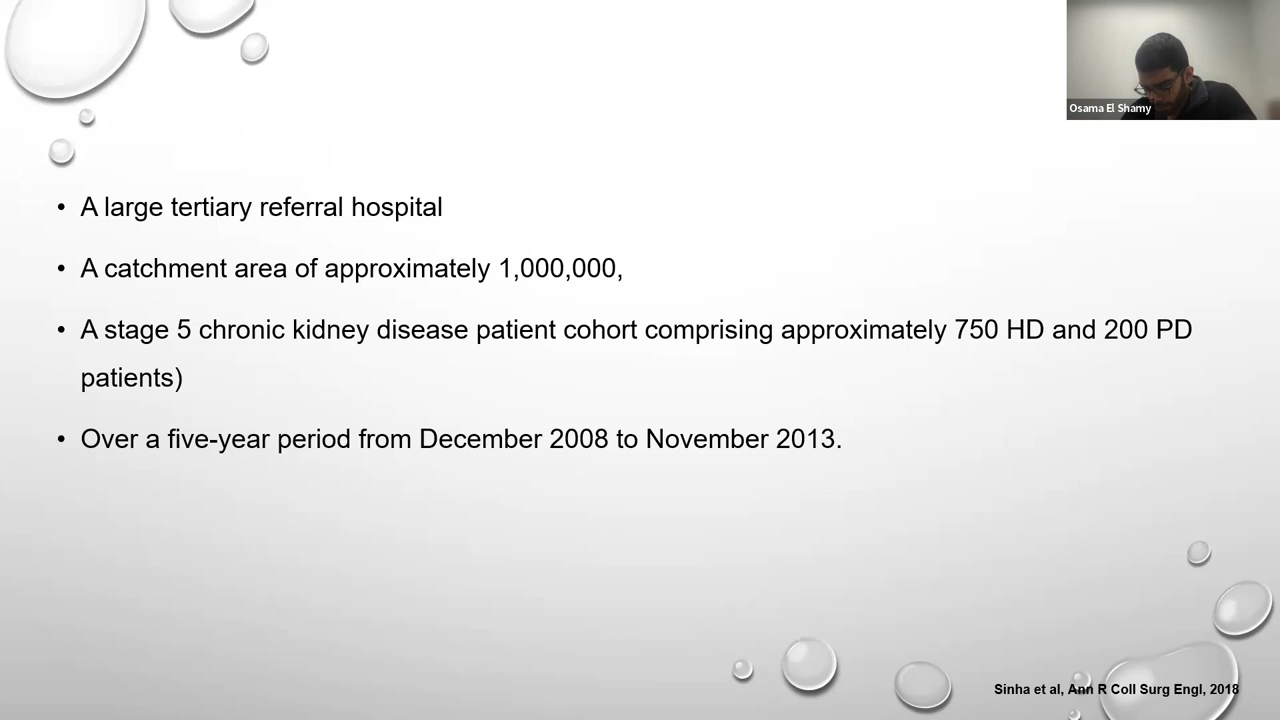 Osama El Shamy
• A large tertiary referral hospital
• A catchment area of approximately 1,000,000,
• A stage 5 chronic kidney disease patient cohort comprising approximately 750 HD and 200 PD
patients)
• Over a five-year period from December 2008 to November 2013.
Sinha et al, Ann R Coll Surg Engl, 2018